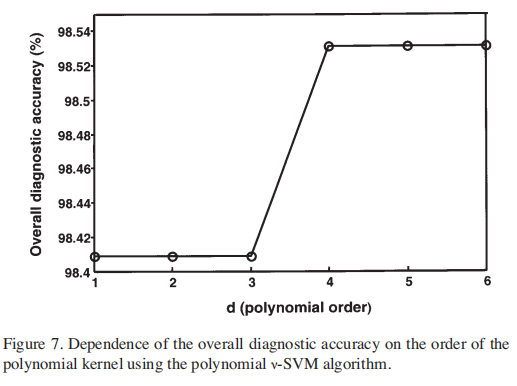 98.54
98.52
98.5
98.48
98.46
98.44
98.42
98.4
Overall diagnostic accuracy (%)
1 2 3 4 5 6
d (polynomial order)
Figure 7. Dependence of the overall diagnostic accuracy on the order of the
polynomial kernel using the polynomial ν-SVM algorithm.